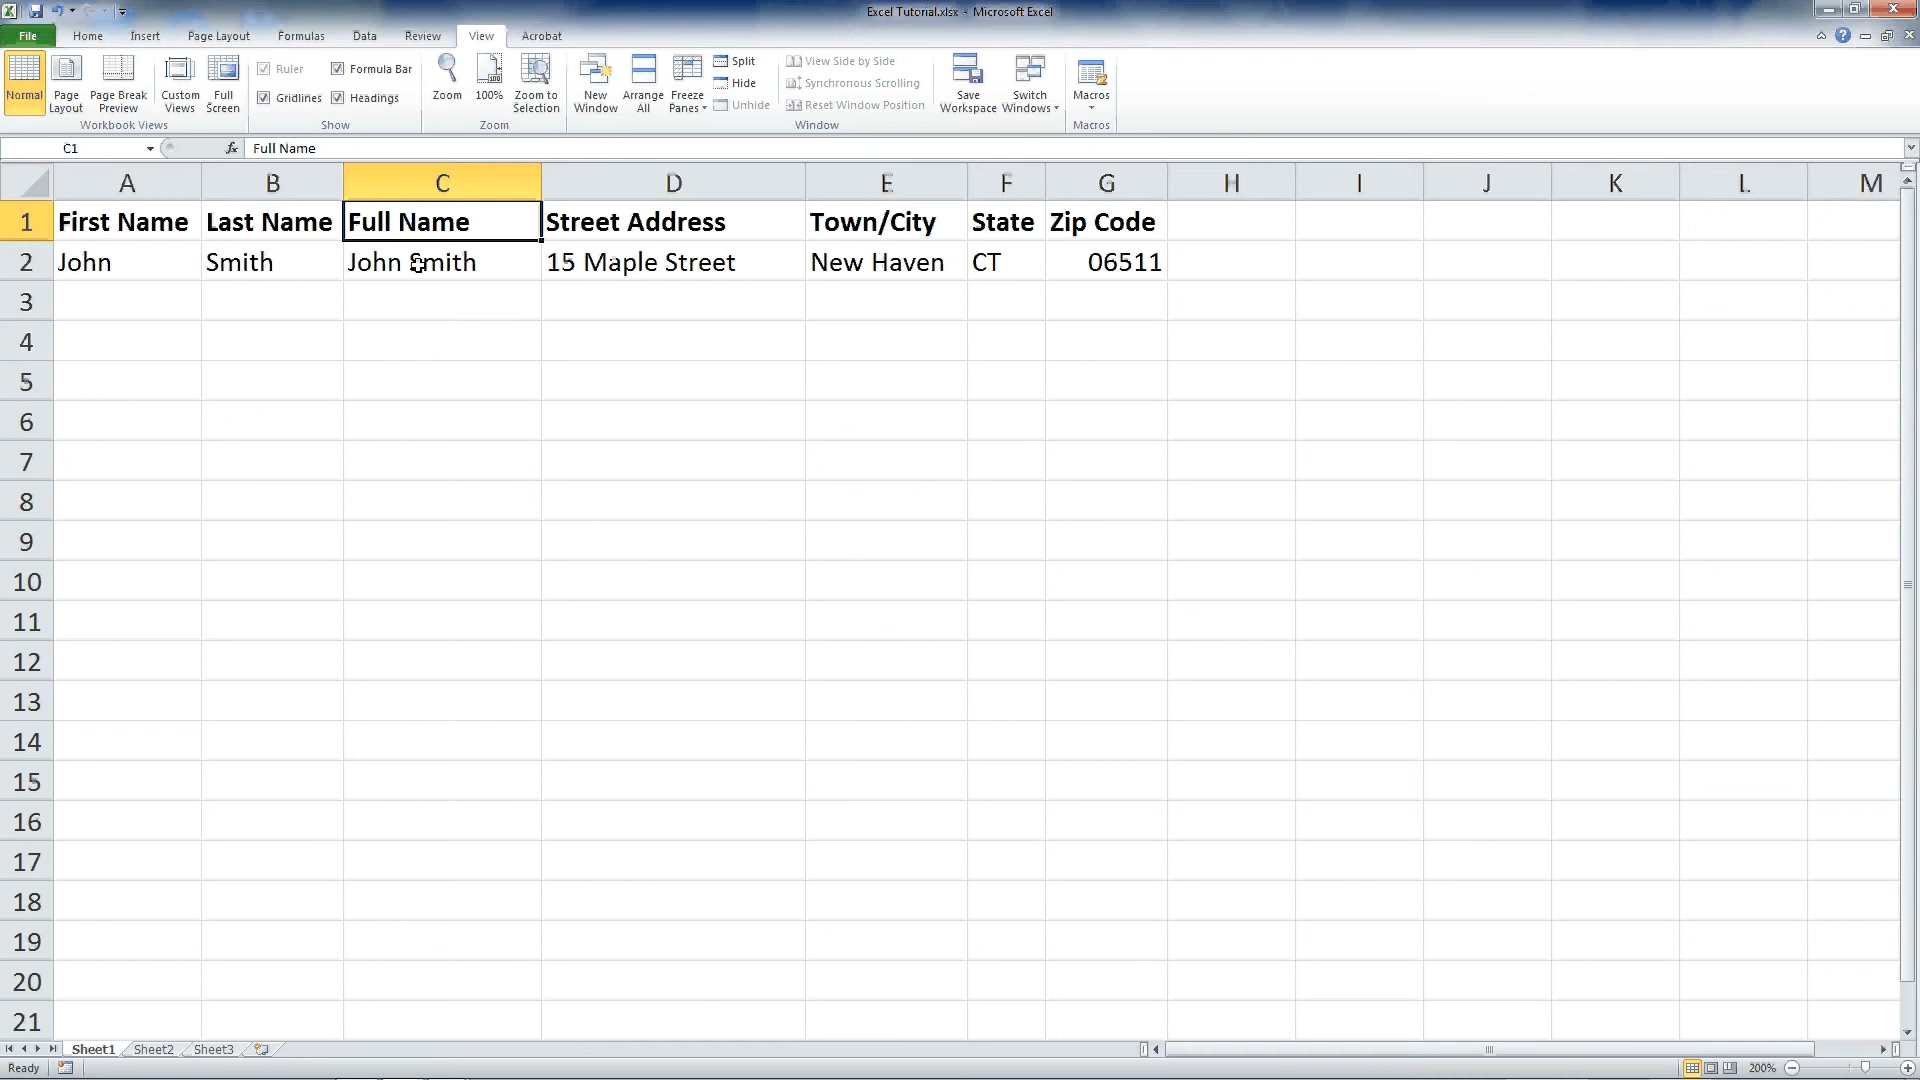 Excel Tutorial.xlsx - Microsoft Excel
File Home Insert Page Layout Formulas Data Review View Acrobat
Normal
Page Layout
Page Break Preview
Custom Views
Full Screen
Workbook Views
Ruler Formula Bar
Gridlines Headings
Show
Zoom
100%
Zoom to Selection
Zoom
New Window
Arrange All
Freeze Panes
Split
Hide
Unhide
View Side by Side
Synchronous Scrolling
Reset Window Position
Window
Save Workspace
Switch Windows
Macros
Macros
C1 fx Full Name
A B C D E F G H I J K L M
1 First Name Last Name Full Name Street Address Town/City State Zip Code
2 John Smith John Smith 15 Maple Street New Haven CT 06511
3
4
5
6
7
8
9
10
11
12
13
14
15
16
17
18
19
20
21
Sheet1 Sheet2 Sheet3
Ready 200%